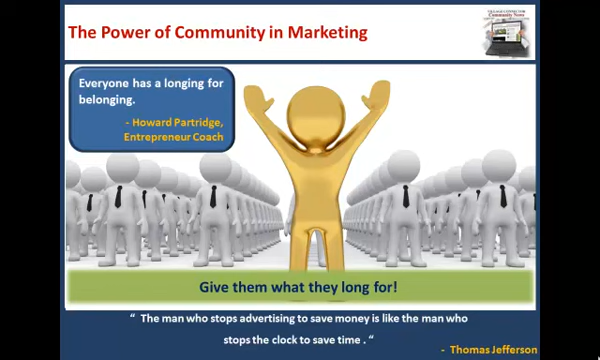 The Power of Community in Marketing
Community News
Everyone has a longing for
belonging.
- Howard Partridge,
Entrepreneur Coach
Give them what they long for!
“ The man who stops advertising to save money is like the man who
stops the clock to save time . “
- Thomas Jefferson